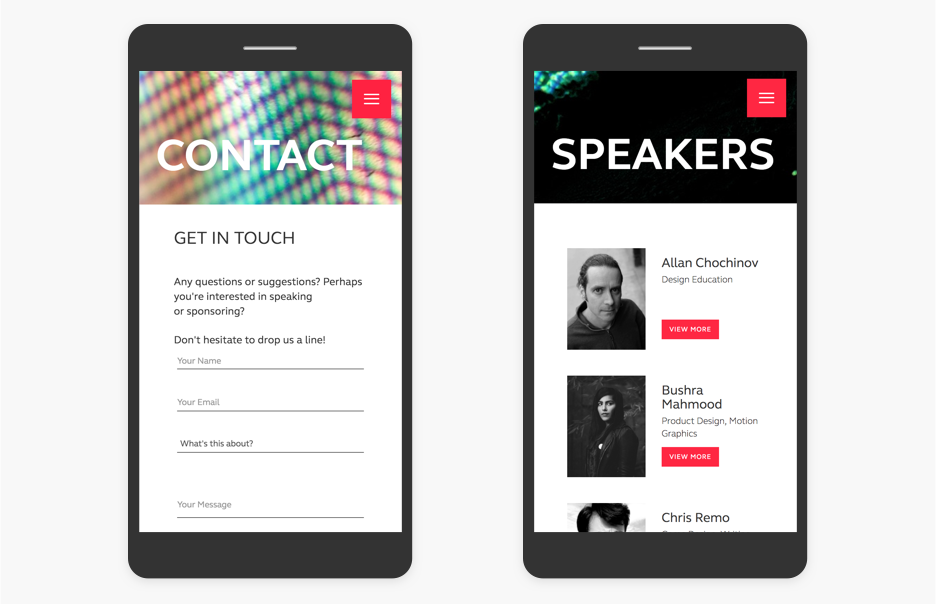 CONTACT
GET IN TOUCH
Any questions or suggestions? Perhaps
you're interested in speaking
or sponsoring?
Don't hesitate to drop us a line!
Your Name
Your Email
What's this about?
Your Message
SPEAKERS
Allan Chochinov
Design Education
VIEW MORE
Bushra
Mahmood
Product Design, Motion
Graphics
VIEW MORE
Chris Remo